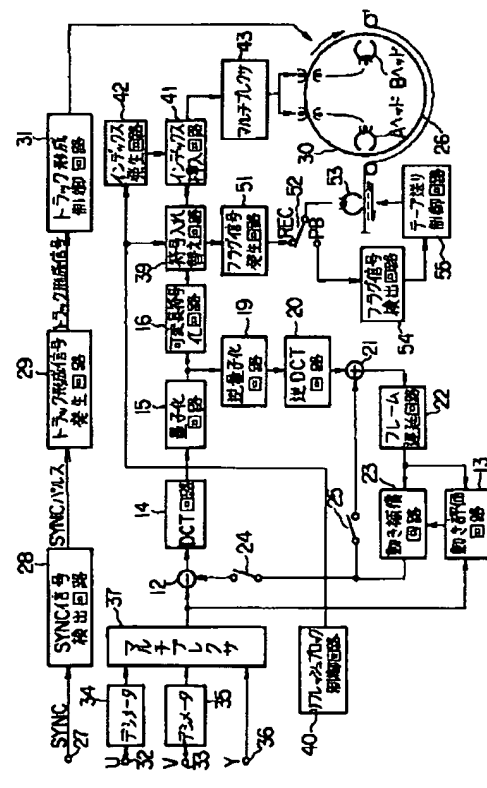 SYNC
27
28
SYNC信号
検出回路
SYNCパルス
29
トラック形成信号
発生回路
トラック形成信号
31
トラック形成
制御回路
U
32
34
デシメータ
V
33
35
デシメータ
Y
36
37
マルチプレクサ
12
14
DCT回路
15
量子化
回路
16
可変長符号
化回路
39
符号入れ
替え回路
41
インデックス
挿入回路
42
インデックス
発生回路
43
マルチプレクサ
24
25
19
逆量子化
回路
20
逆DCT
回路
21
22
フレーム
遅延回路
23
動き補償
回路
13
動き評価
回路
40
リフレッシュブロック
制御回路
51
フラグ信号
発生回路
52
REC
PB
53
54
フラグ信号
検出回路
55
テープ送り
制御回路
30
Aヘッド
Bヘッド
26